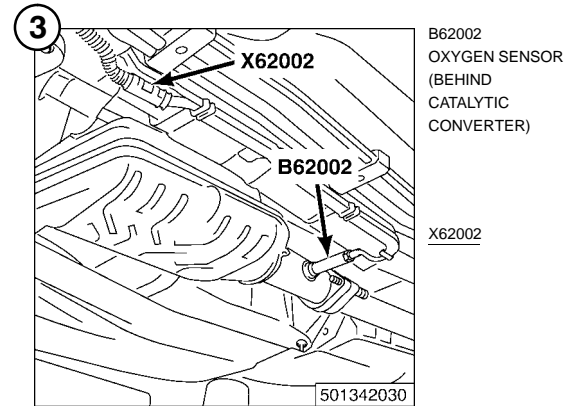 3
X62002
B62002
501342030
B62002
OXYGEN SENSOR
(BEHIND
CATALYTIC
CONVERTER)
X62002